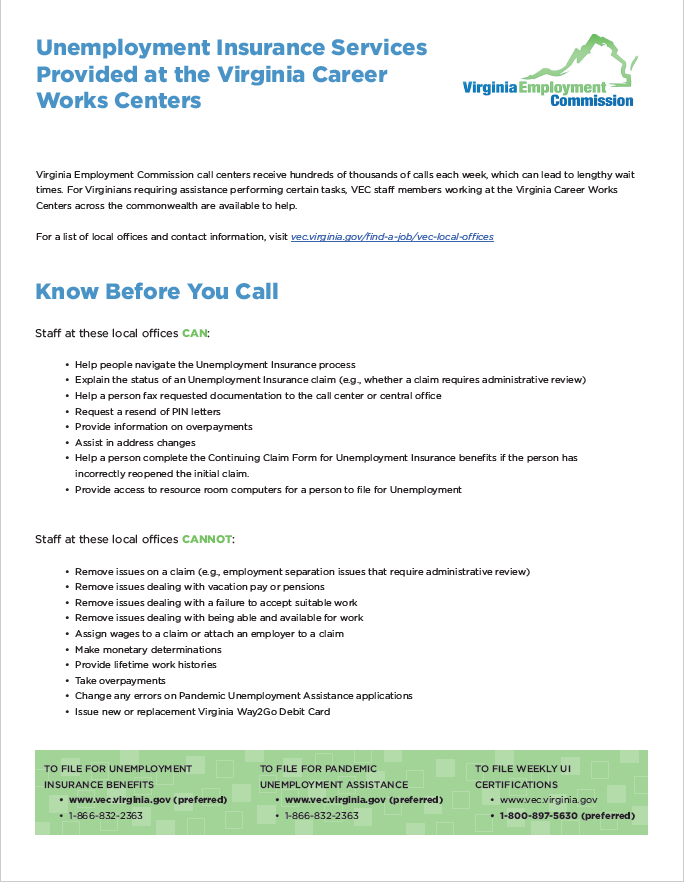 Unemployment Insurance Services
Provided at the Virginia Career
Works Centers
Virginia Employment
Commission
Virginia Employment Commission call centers receive hundreds of thousands of calls each week, which can lead to lengthy wait
times. For Virginians requiring assistance performing certain tasks, VEC staff members working at the Virginia Career Works
Centers across the commonwealth are available to help.
For a list of local offices and contact information, visit vec.virginia.gov/find-a-job/vec-local-offices
Know Before You Call
Staff at these local offices CAN:
• Help people navigate the Unemployment Insurance process
• Explain the status of an Unemployment Insurance claim (e.g., whether a claim requires administrative review)
• Help a person fax requested documentation to the call center or central office
• Request a resend of PIN letters
• Provide information on overpayments
• Assist in address changes
• Help a person complete the Continuing Claim Form for Unemployment Insurance benefits if the person has
incorrectly reopened the initial claim.
• Provide access to resource room computers for a person to file for Unemployment
Staff at these local offices CANNOT:
• Remove issues on a claim (e.g., employment separation issues that require administrative review)
• Remove issues dealing with vacation pay or pensions
• Remove issues dealing with a failure to accept suitable work
• Remove issues dealing with being able and available for work
• Assign wages to a claim or attach an employer to a claim
• Make monetary determinations
• Provide lifetime work histories
• Take overpayments
• Change any errors on Pandemic Unemployment Assistance applications
• Issue new or replacement Virginia Way2Go Debit Card
TO FILE FOR UNEMPLOYMENT
INSURANCE BENEFITS
• www.vec.virginia.gov (preferred)
• 1-866-832-2363
TO FILE FOR PANDEMIC
UNEMPLOYMENT ASSISTANCE
• www.vec.virginia.gov (preferred)
• 1-866-832-2363
TO FILE WEEKLY UI
CERTIFICATIONS
• www.vec.virginia.gov
• 1-800-897-5630 (preferred)